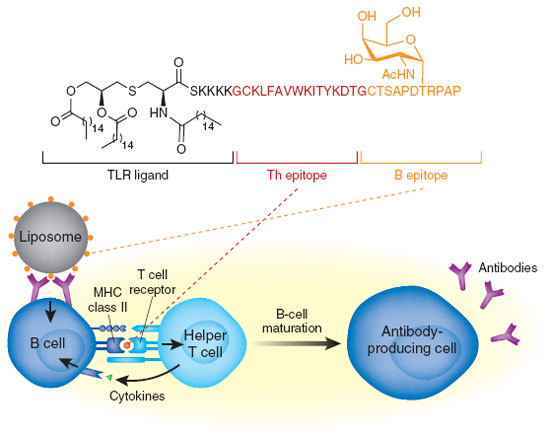 OH
OH
O
HO
AcHN
O
O
S
SKKKKGCKLFAVWKITYKDTGCTSAPDTRPAP
O
O
HN
O
14
O
14
O
14
TLR ligand
Th epitope
B epitope
Liposome
Antibodies
T cell
receptor
MHC
class II
B-cell
maturation
B cell
Helper
T cell
Antibody-
producing cell
Cytokines